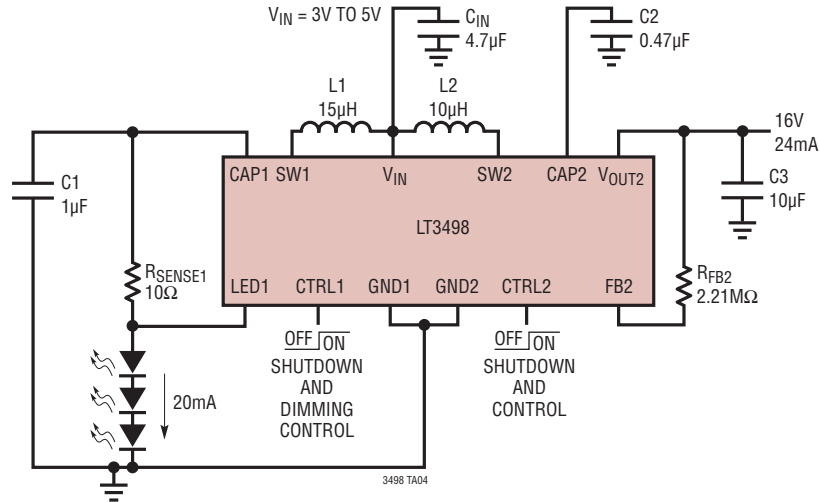 V_IN = 3V TO 5V
C_IN
4.7µF
C2
0.47µF
L1
15µH
L2
10µH
16V
24mA
C1
1µF
CAP1 SW1 V_IN SW2 CAP2 V_OUT2
C3
10µF
LT3498
R_SENSE1
10Ω
LED1 CTRL1 GND1 GND2 CTRL2 FB2
R_FB2
2.21MΩ
OFF ON
SHUTDOWN
AND
DIMMING
CONTROL
OFF ON
SHUTDOWN
AND
CONTROL
20mA
3498 TA04